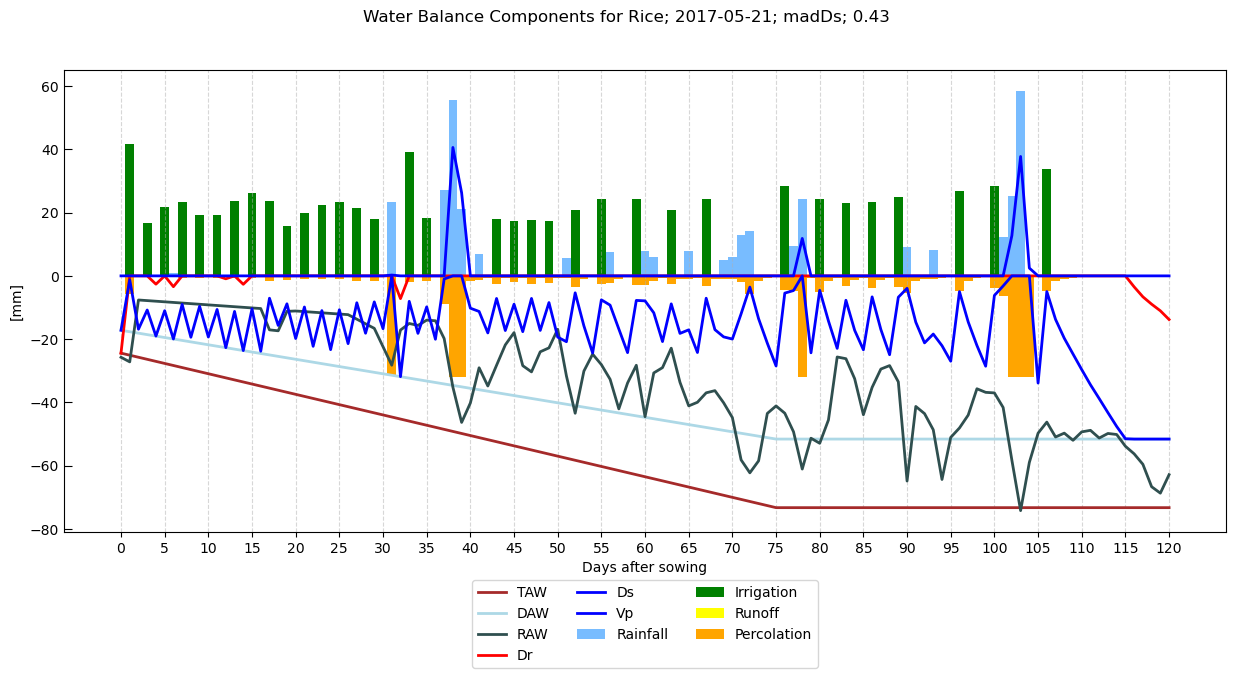 Water Balance Components for Rice; 2017-05-21; madDs; 0.43
60
40
20
0
−20
−40
−60
−80
[mm]
0 5 10 15 20 25 30 35 40 45 50 55 60 65 70 75 80 85 90 95 100 105 110 115 120
Days after sowing
TAW Ds Irrigation
DAW Vp Runoff
RAW Rainfall Percolation
Dr